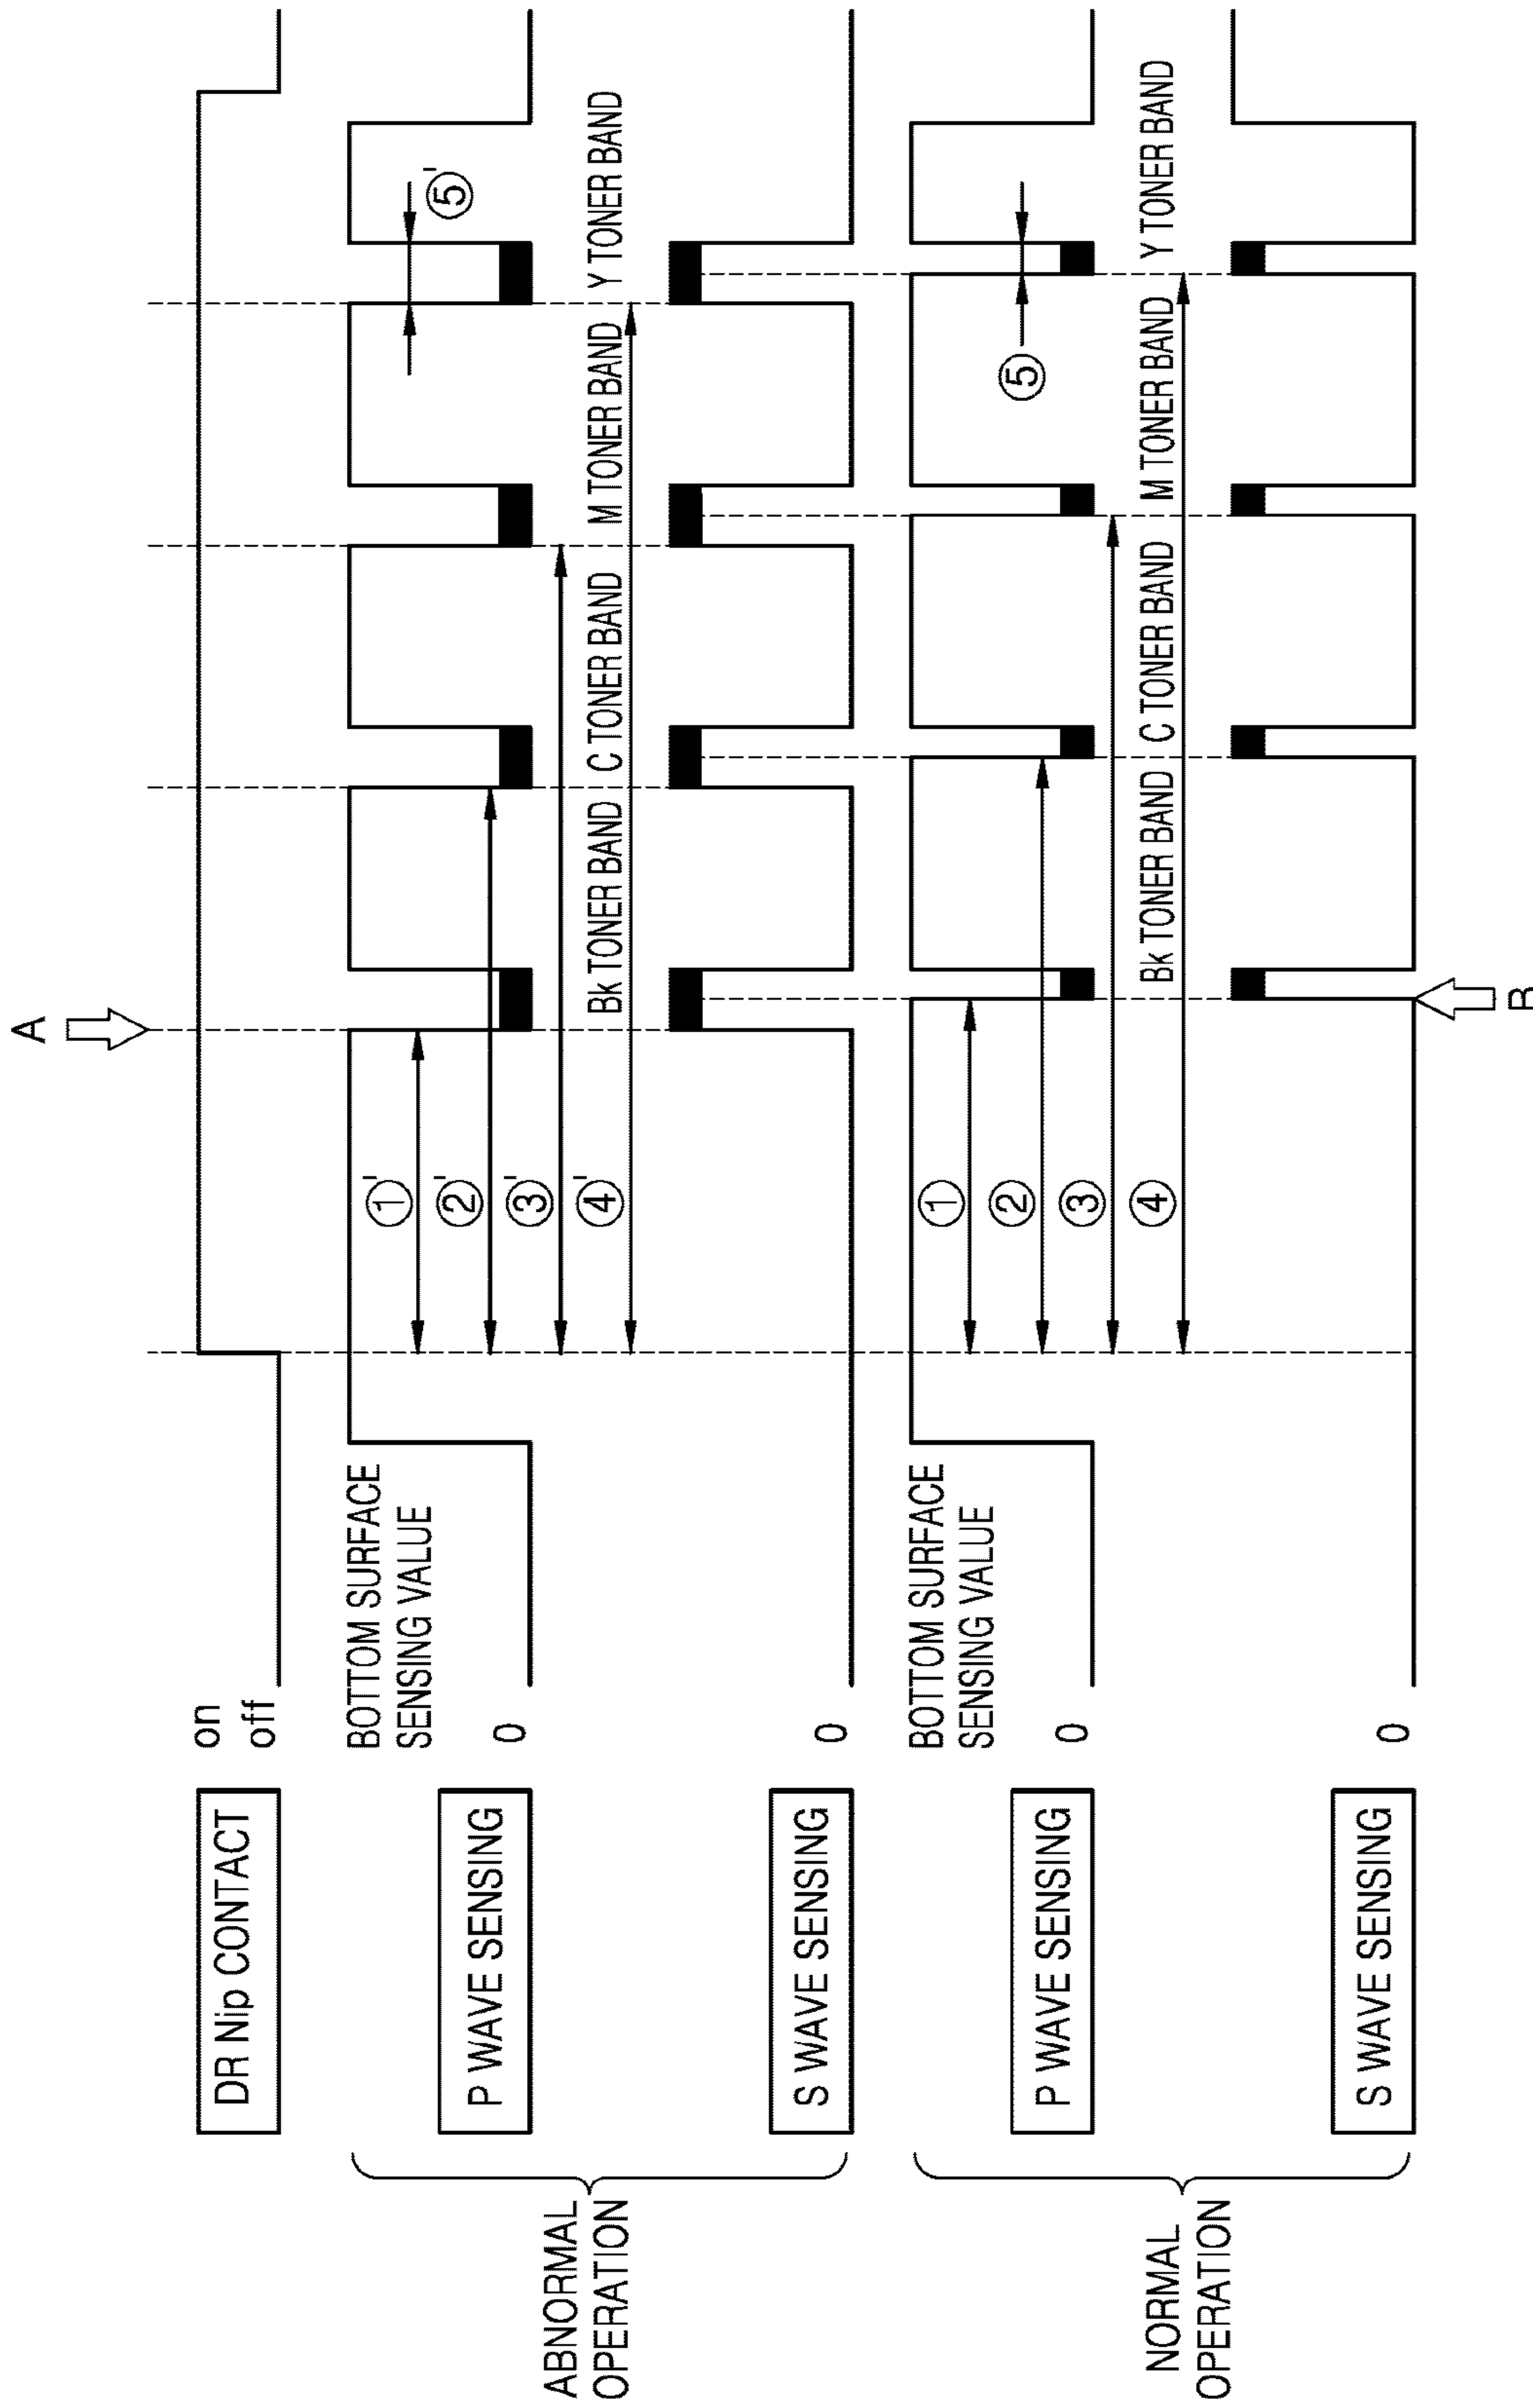 A
DR Nip CONTACT
on
off
ABNORMAL
OPERATION
P WAVE SENSING
BOTTOM SURFACE
SENSING VALUE
0
①'
②'
③'
④'
⑤'
Bk TONER BAND
C TONER BAND
M TONER BAND
Y TONER BAND
S WAVE SENSING
0
NORMAL
OPERATION
P WAVE SENSING
BOTTOM SURFACE
SENSING VALUE
0
①
②
③
④
⑤
Bk TONER BAND
C TONER BAND
M TONER BAND
Y TONER BAND
S WAVE SENSING
0
B